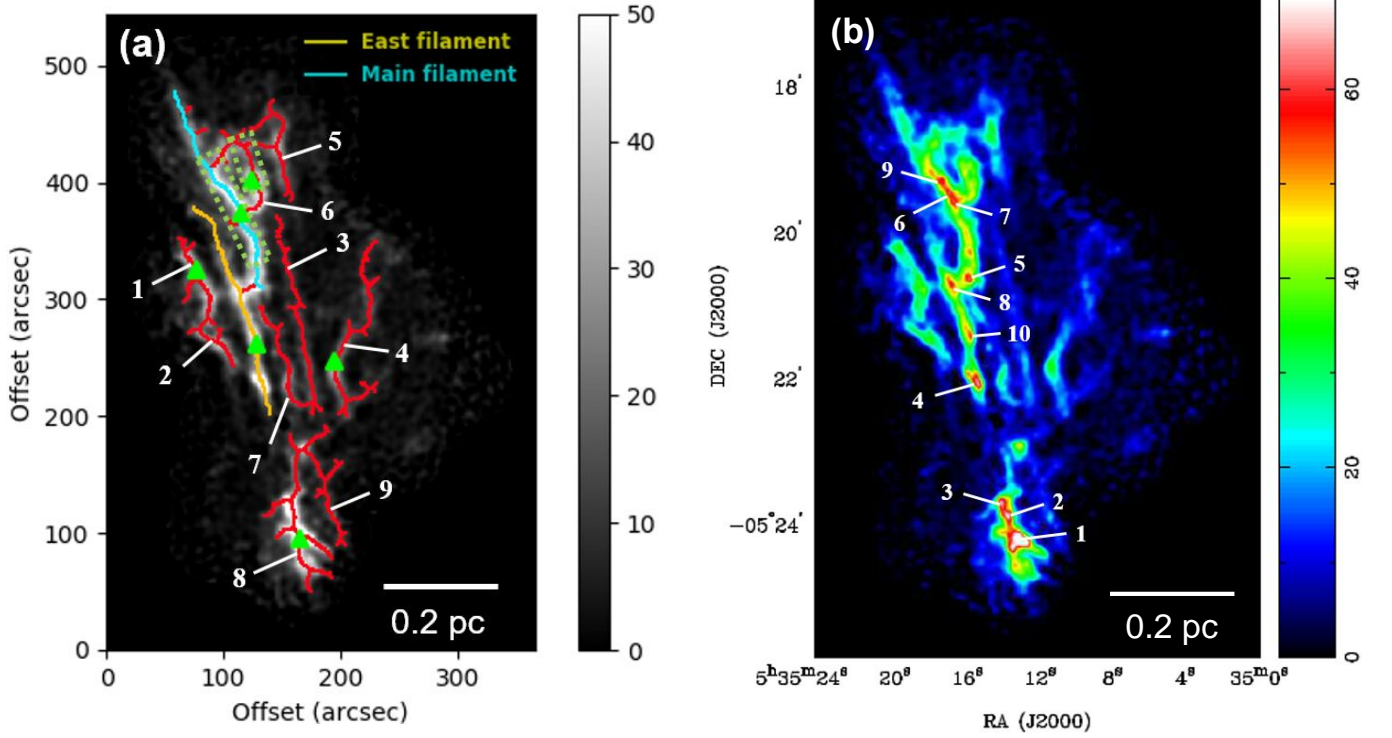 (a)
East filament
Main filament
500
400
300
200
100
0
0
100
200
300
Offset (arcsec)
Offset (arcsec)
5
6
3
1
4
2
7
9
8
0.2 pc
50
40
30
20
10
0
(b)
18'
20'
22'
−05°24'
DEC (J2000)
9
6
7
5
8
10
4
3
2
1
0.2 pc
5ʰ35ᵐ24ˢ
20ˢ
16ˢ
12ˢ
8ˢ
4ˢ
35ᵐ0ˢ
RA (J2000)
60
40
20
0